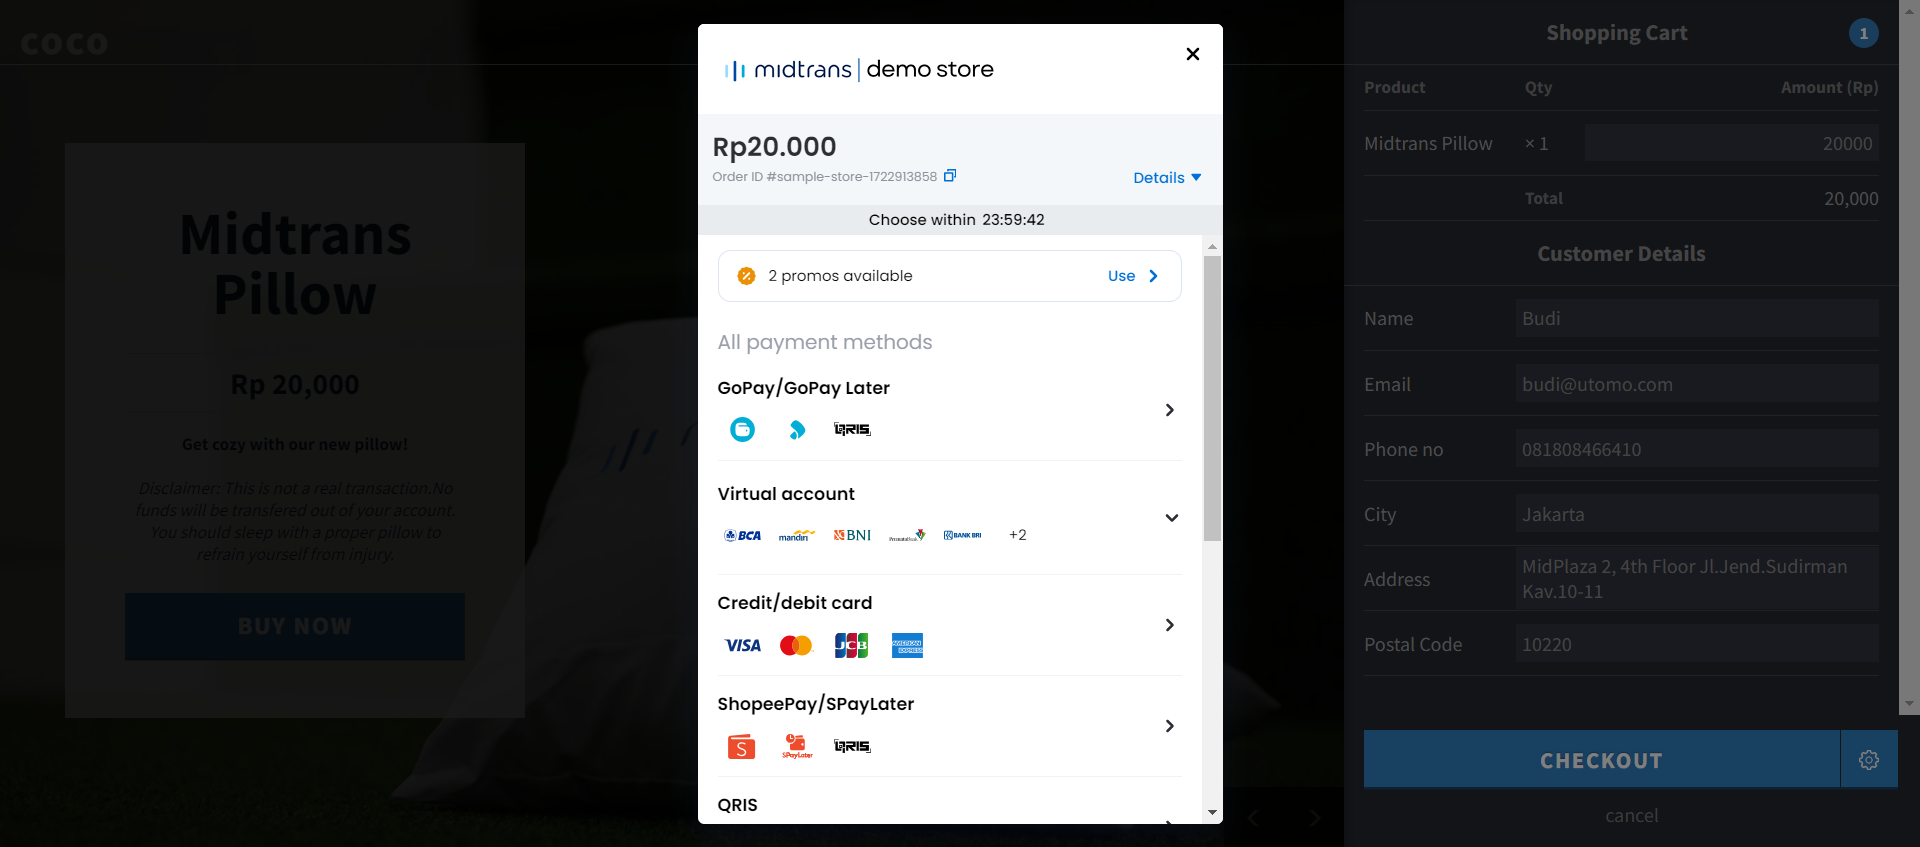 coco
Midtrans
Pillow
Rp 20,000
Get cozy with our new pillow!
Disclaimer: This is not a real transaction.No
funds will be transfered out of your account.
You should sleep with a proper pillow to
refrain yourself from injury.
BUY NOW
midtrans | demo store
Rp20.000
Order ID #sample-store-1722913858
Details
Choose within 23:59:42
2 promos available
Use
All payment methods
GoPay/GoPay Later
QRIS
Virtual account
BCA mandiri BNI PermataBank BANK BRI +2
Credit/debit card
VISA JCB AMERICAN EXPRESS
ShopeePay/SPayLater
S SPayLater QRIS
QRIS
Shopping Cart 1
Product Qty Amount (Rp)
Midtrans Pillow × 1 20000
Total 20,000
Customer Details
Name Budi
Email budi@utomo.com
Phone no 081808466410
City Jakarta
Address MidPlaza 2, 4th Floor Jl.Jend.Sudirman
Kav.10-11
Postal Code 10220
CHECKOUT
cancel